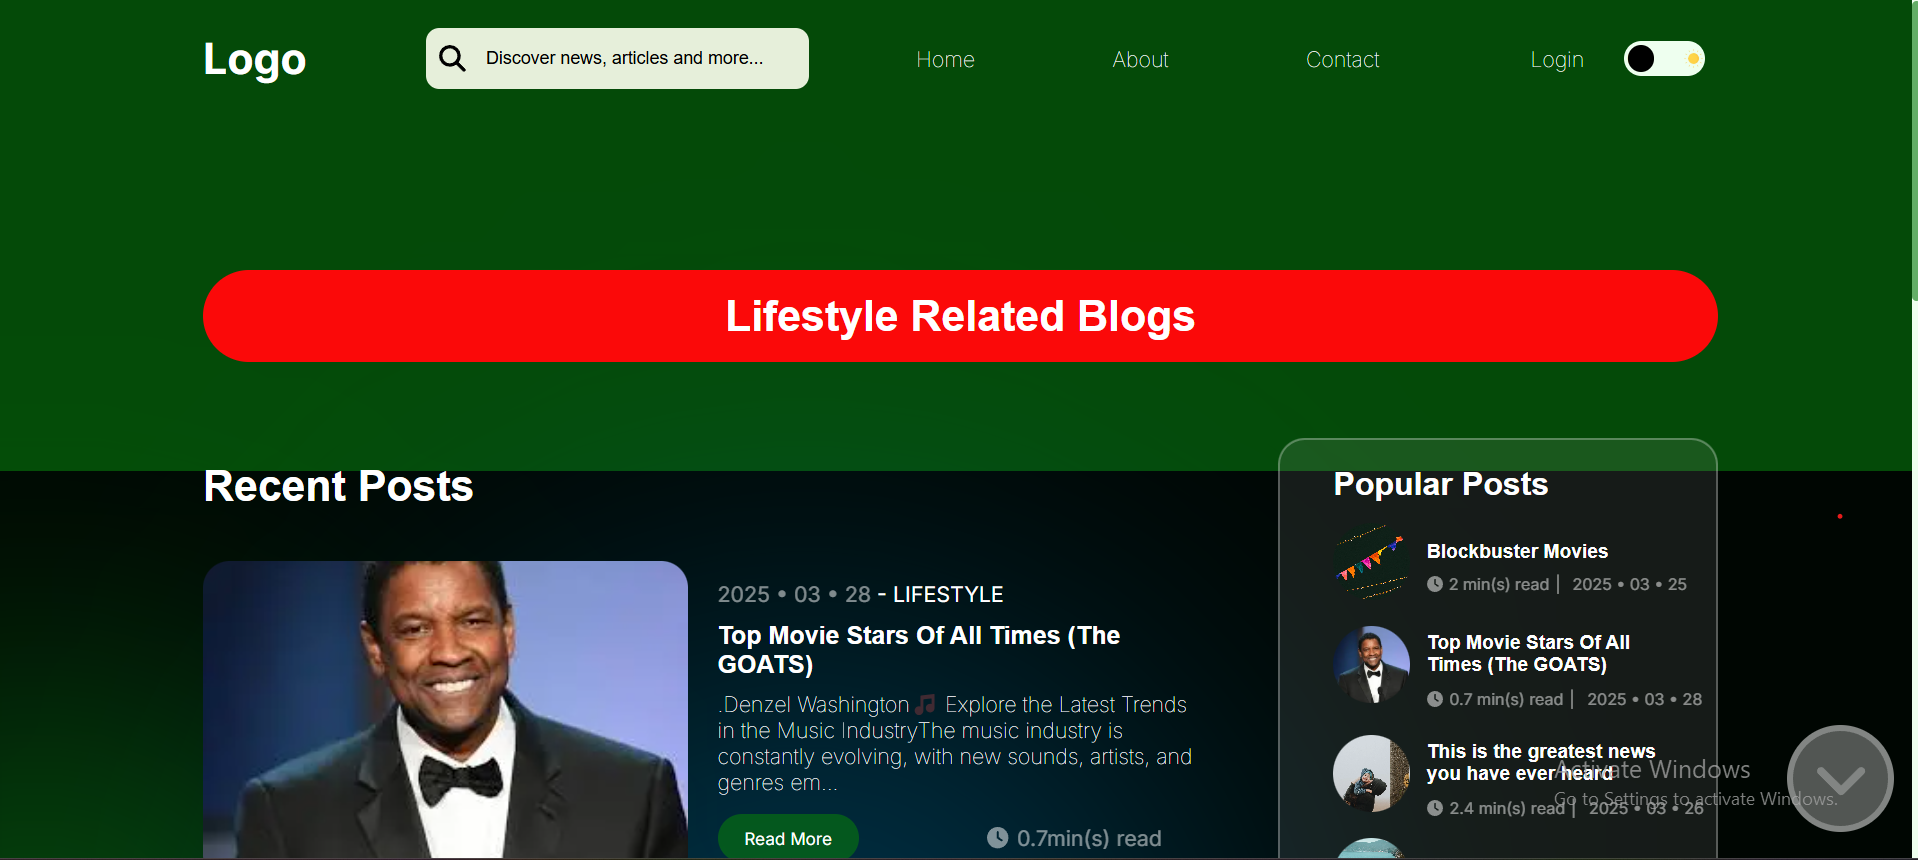 Logo
Discover news, articles and more...
Home
About
Contact
Login
Lifestyle Related Blogs
Recent Posts
2025 • 03 • 28 - LIFESTYLE
Top Movie Stars Of All Times (The
GOATS)
.Denzel Washington🎵 Explore the Latest Trends
in the Music IndustryThe music industry is
constantly evolving, with new sounds, artists, and
genres em...
Read More
0.7min(s) read
Popular Posts
Blockbuster Movies
2 min(s) read | 2025 • 03 • 25
Top Movie Stars Of All
Times (The GOATS)
0.7 min(s) read | 2025 • 03 • 28
This is the greatest news
you have ever heard
2.4 min(s) read | 2025 • 03 • 26
Activate Windows
Go to Settings to activate Windows.